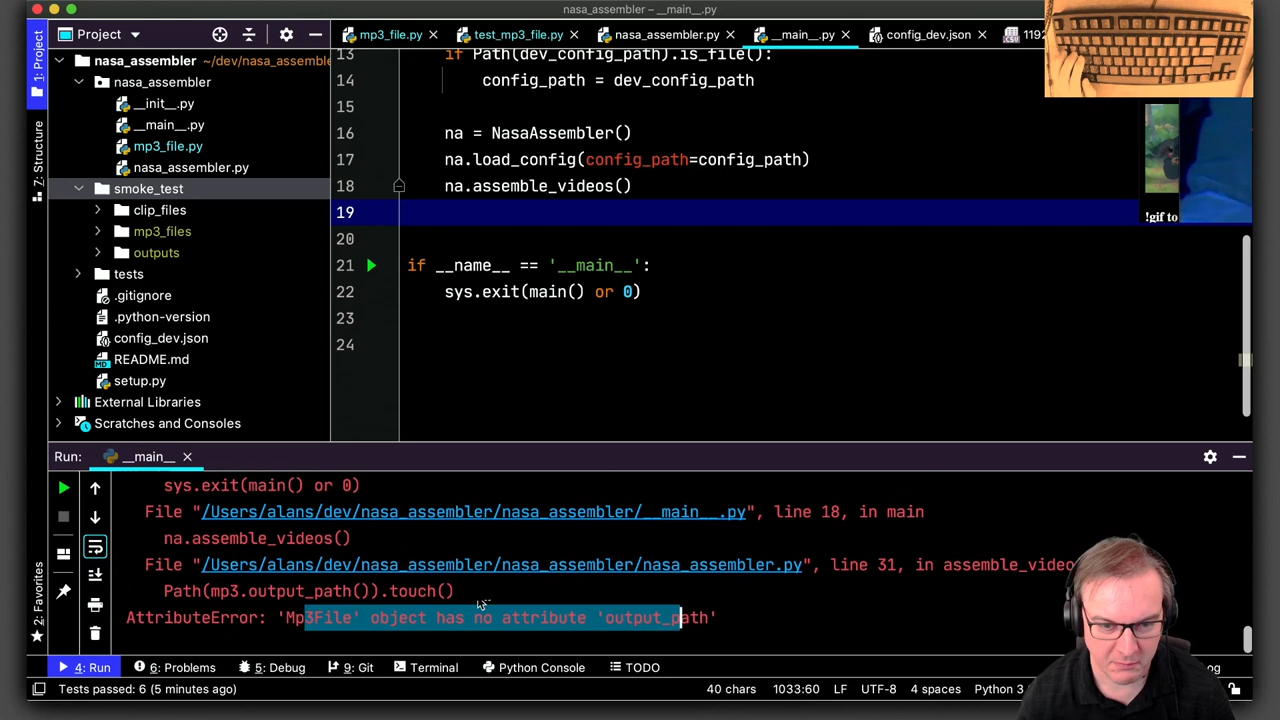 nasa_assembler – __main__.py
Project
mp3_file.py
test_mp3_file.py
nasa_assembler.py
__main__.py
config_dev.json
1: Project
nasa_assembler ~/dev/nasa_assemble
nasa_assembler
__init__.py
__main__.py
mp3_file.py
nasa_assembler.py
smoke_test
clip_files
mp3_files
outputs
tests
.gitignore
.python-version
config_dev.json
README.md
setup.py
External Libraries
Scratches and Consoles
Z: Structure
2: Favorites
13 if Path(dev_config_path).is_file():
14 config_path = dev_config_path
15
16 na = NasaAssembler()
17 na.load_config(config_path=config_path)
18 na.assemble_videos()
19
20
21 if __name__ == '__main__':
22 sys.exit(main() or 0)
23
24
!gif to
Run: __main__
sys.exit(main() or 0)
File "/Users/alans/dev/nasa_assembler/nasa_assembler/__main__.py", line 18, in main
na.assemble_videos()
File "/Users/alans/dev/nasa_assembler/nasa_assembler/nasa_assembler.py", line 31, in assemble_video
Path(mp3.output_path()).touch()
AttributeError: 'Mp3File' object has no attribute 'output_path'
4: Run
6: Problems
5: Debug
9: Git
Terminal
Python Console
TODO
Tests passed: 6 (5 minutes ago)
40 chars
1033:60
LF
UTF-8
4 spaces
Python 3